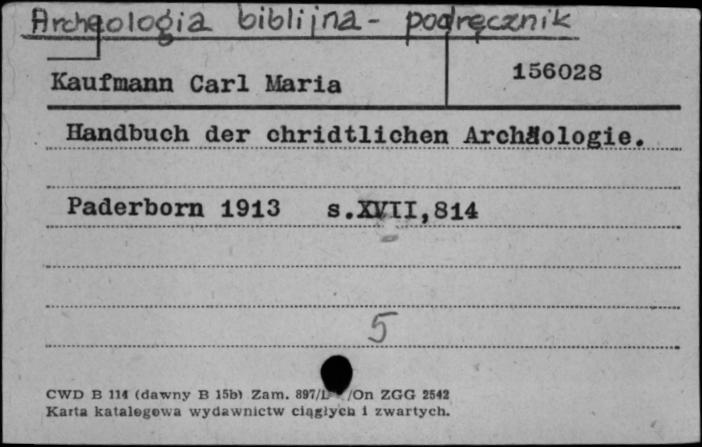 Archeologia biblijna - podręcznik
Kaufmann Carl Maria
156028
Handbuch der chridtlichen Archäologie.
Paderborn 1913 s.XVII,814
5
CWD B 114 (dawny B 15b) Zam. 897/L /On ZGG 2542
Karta katalogowa wydawnictw ciągłych i zwartych.